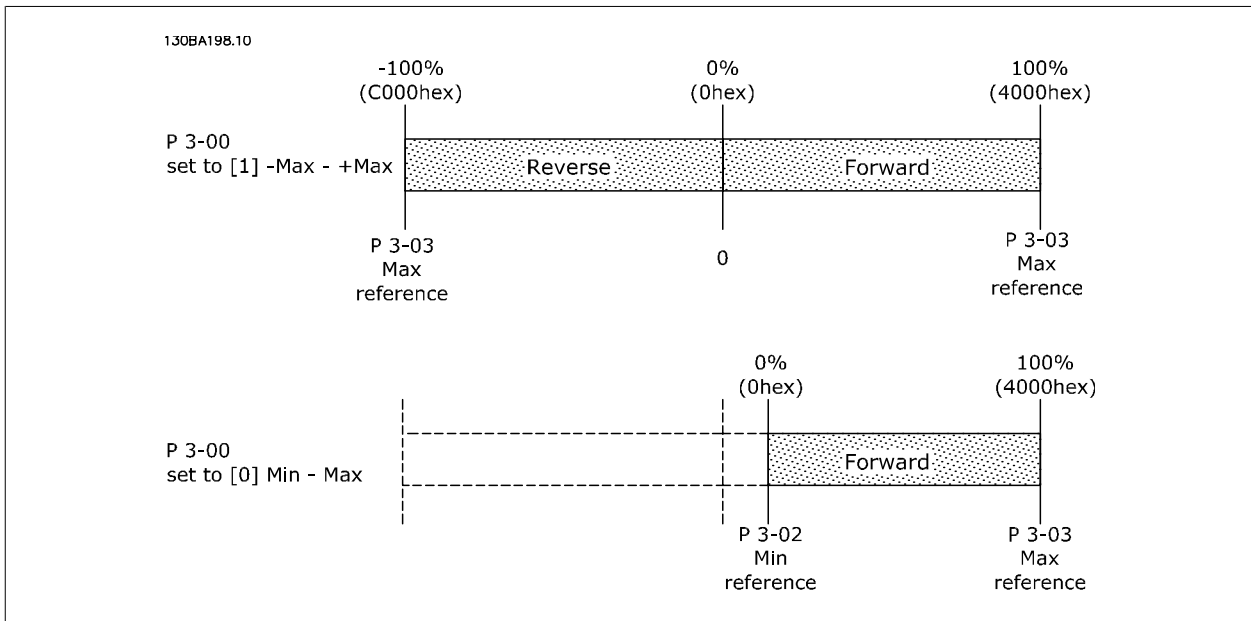 130BA198.10
-100% 0% 100%
(C000hex) (0hex) (4000hex)
P 3-00
set to [1] -Max - +Max
Reverse Forward
P 3-03
Max
reference
0
P 3-03
Max
reference
0% 100%
(0hex) (4000hex)
P 3-00
set to [0] Min - Max
Forward
P 3-02
Min
reference
P 3-03
Max
reference